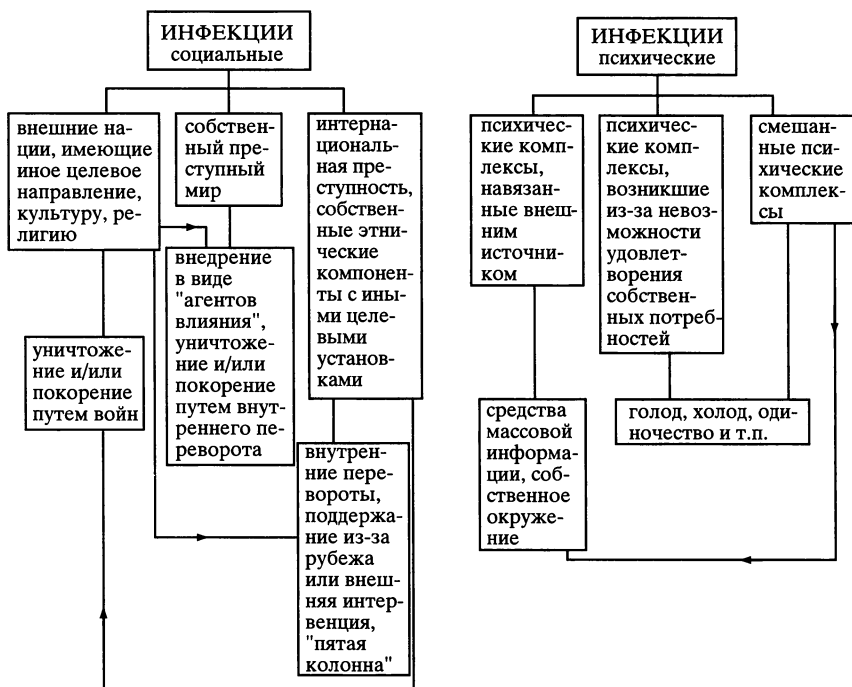 ИНФЕКЦИИ
социальные
внешние на-
ции, имеющие
иное целевое
направление,
культуру, ре-
лигию
собствен-
ный пре-
ступный
мир
интерна-
циональ-
ная пре-
ступность,
собствен-
ные этни-
ческие
компонен-
ты с ины-
ми целе-
выми
установ-
ками
внедрение
в виде
"агентов
влияния",
уничтоже-
ние и/или
покорение
путем внут-
реннего пе-
реворота
уничтоже-
ние и/или
покорение
путем войн
внутрен-
ние пере-
вороты,
поддержа-
ние из-за
рубежа
или внеш-
няя интер-
венция,
"пятая
колонна"
ИНФЕКЦИИ
психические
психичес-
кие комп-
лексы,
навязан-
ные внеш-
ним
источни-
ком
психичес-
кие комп-
лексы,
возникшие
из-за невоз-
можности
удовлет-
ворения
собствен-
ных потреб-
ностей
смешан-
ные пси-
хические
комплек-
сы
средства
массовой
информа-
ции, соб-
ственное
окруже-
ние
голод, холод, оди-
ночество и т.п.